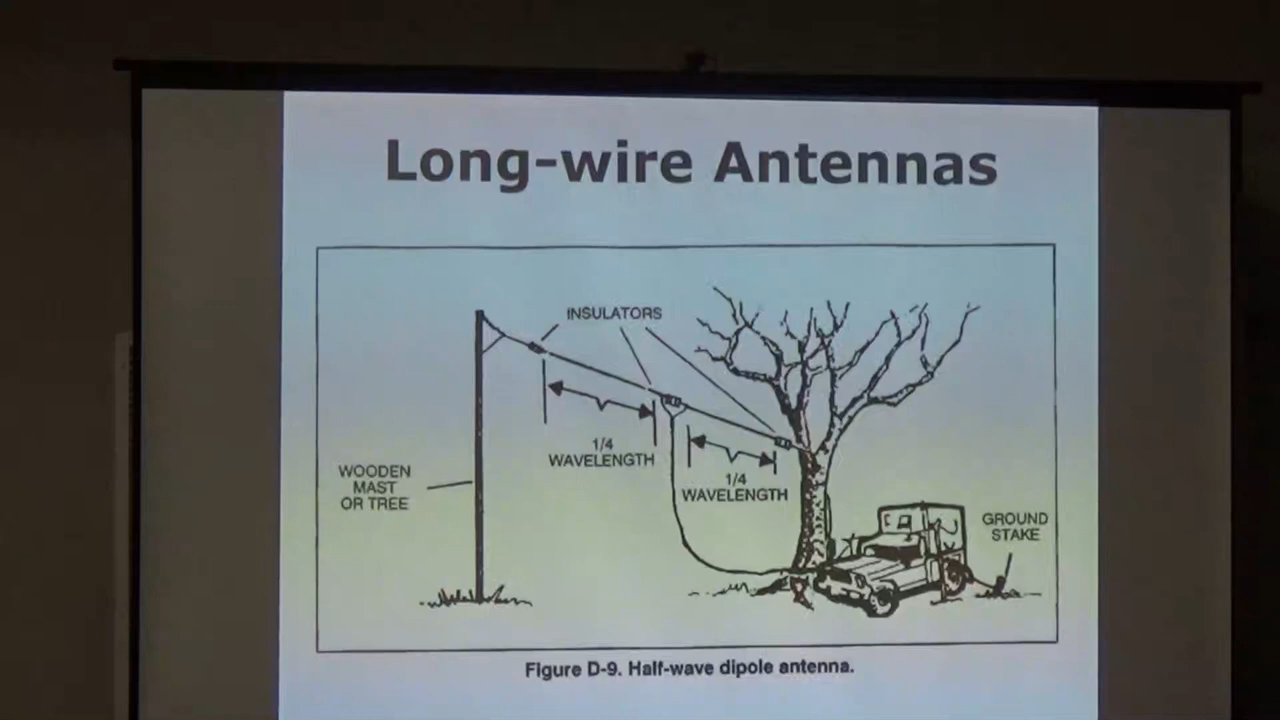 Long-wire Antennas
INSULATORS
1/4
WAVELENGTH
1/4
WAVELENGTH
WOODEN
MAST
OR TREE
GROUND
STAKE
Figure D-9. Half-wave dipole antenna.